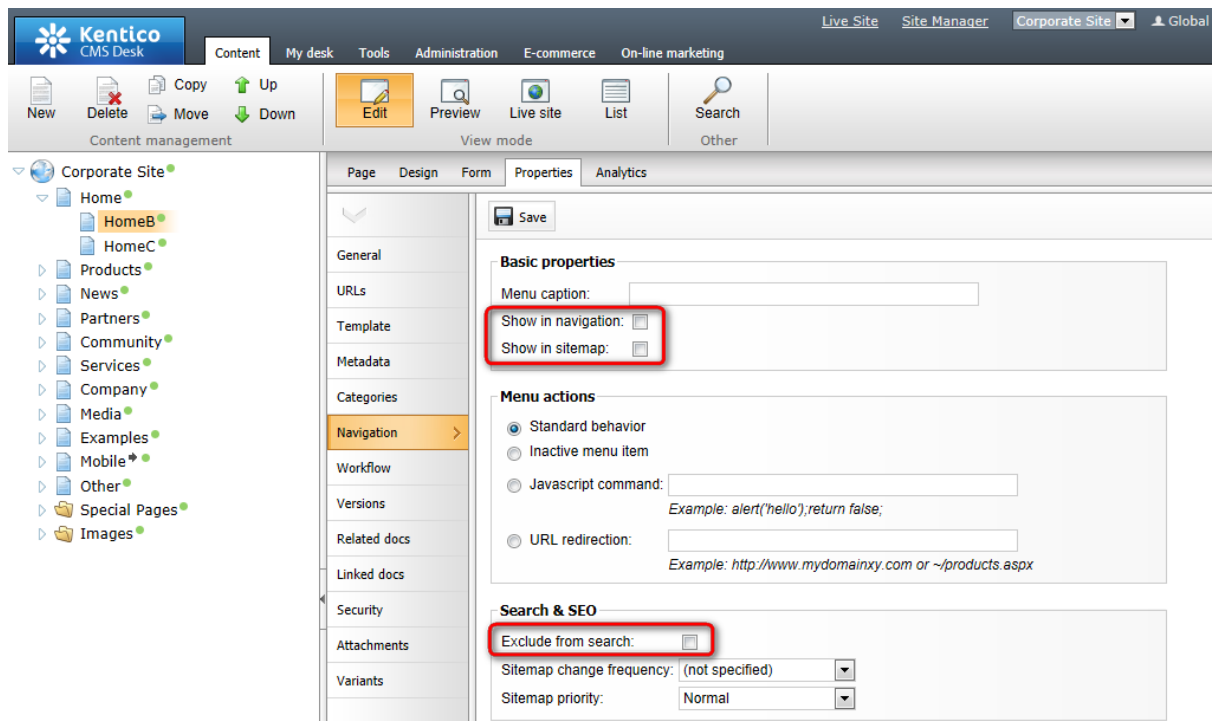 Live Site Site Manager Corporate Site Global
Kentico
CMS Desk
Content My desk Tools Administration E-commerce On-line marketing
New Delete Copy Move Up Down
Content management
Edit Preview Live site List
View mode
Search
Other
Corporate Site
Home
HomeB
HomeC
Products
News
Partners
Community
Services
Company
Media
Examples
Mobile
Other
Special Pages
Images
Page Design Form Properties Analytics
General
URLs
Template
Metadata
Categories
Navigation
Workflow
Versions
Related docs
Linked docs
Security
Attachments
Variants
Save
Basic properties
Menu caption:
Show in navigation:
Show in sitemap:
Menu actions
Standard behavior
Inactive menu item
Javascript command:
Example: alert('hello');return false;
URL redirection:
Example: http://www.mydomainxy.com or ~/products.aspx
Search & SEO
Exclude from search:
Sitemap change frequency: (not specified)
Sitemap priority: Normal